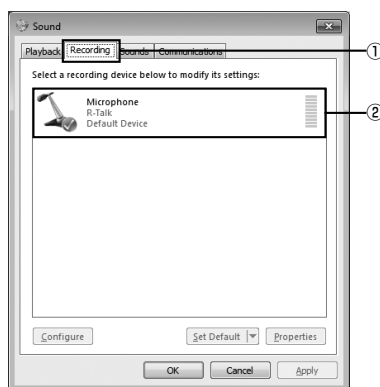 Sound
Playback Recording Sounds Communications
①
Select a recording device below to modify its settings:
Microphone
R-Talk
Default Device
②
Configure Set Default Properties
OK Cancel Apply